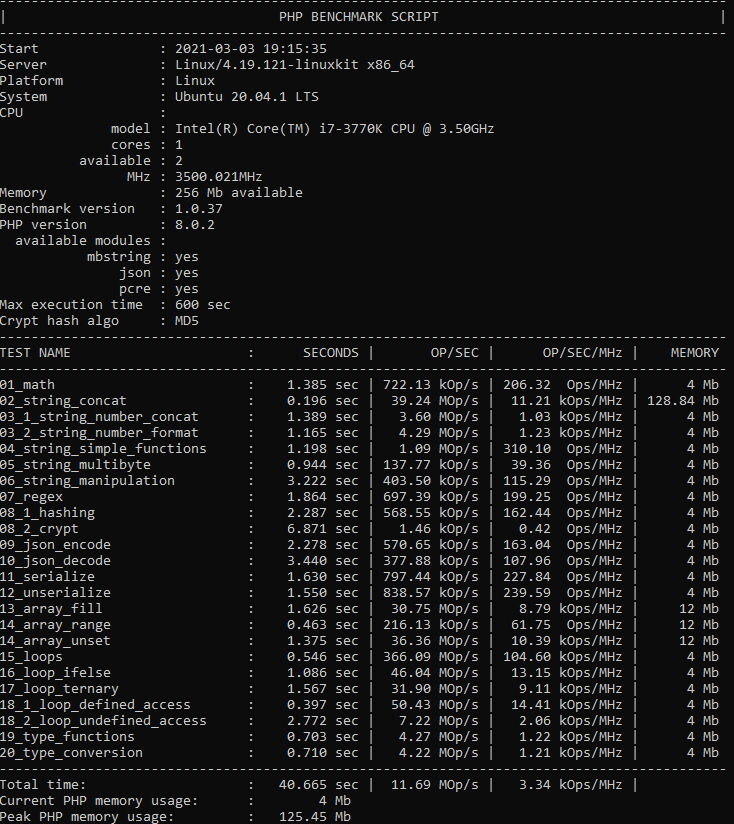 --------------------------------------------------------------------------------------------
|                                  PHP BENCHMARK SCRIPT                                    |
--------------------------------------------------------------------------------------------
Start               : 2021-03-03 19:15:35
Server              : Linux/4.19.121-linuxkit x86_64
Platform            : Linux
System              : Ubuntu 20.04.1 LTS
CPU                 :
              model : Intel(R) Core(TM) i7-3770K CPU @ 3.50GHz
              cores : 1
          available : 2
                MHz : 3500.021MHz
Memory              : 256 Mb available
Benchmark version   : 1.0.37
PHP version         : 8.0.2
  available modules :
           mbstring : yes
               json : yes
               pcre : yes
Max execution time  : 600 sec
Crypt hash algo     : MD5
--------------------------------------------------------------------------------------------
TEST NAME                      :      SECONDS |       OP/SEC |      OP/SEC/MHz |    MEMORY
--------------------------------------------------------------------------------------------
01_math                        :    1.385 sec | 722.13 kOp/s | 206.32  Ops/MHz |      4 Mb
02_string_concat               :    0.196 sec |  39.24 MOp/s |  11.21 kOps/MHz | 128.84 Mb
03_1_string_number_concat      :    1.389 sec |   3.60 MOp/s |   1.03 kOps/MHz |      4 Mb
03_2_string_number_format      :    1.165 sec |   4.29 MOp/s |   1.23 kOps/MHz |      4 Mb
04_string_simple_functions     :    1.198 sec |   1.09 MOp/s | 310.10  Ops/MHz |      4 Mb
05_string_multibyte            :    0.944 sec | 137.77 kOp/s |  39.36  Ops/MHz |      4 Mb
06_string_manipulation         :    3.222 sec | 403.50 kOp/s | 115.29  Ops/MHz |      4 Mb
07_regex                       :    1.864 sec | 697.39 kOp/s | 199.25  Ops/MHz |      4 Mb
08_1_hashing                   :    2.287 sec | 568.55 kOp/s | 162.44  Ops/MHz |      4 Mb
08_2_crypt                     :    6.871 sec |   1.46 kOp/s |   0.42  Ops/MHz |      4 Mb
09_json_encode                 :    2.278 sec | 570.65 kOp/s | 163.04  Ops/MHz |      4 Mb
10_json_decode                 :    3.440 sec | 377.88 kOp/s | 107.96  Ops/MHz |      4 Mb
11_serialize                   :    1.630 sec | 797.44 kOp/s | 227.84  Ops/MHz |      4 Mb
12_unserialize                 :    1.550 sec | 838.57 kOp/s | 239.59  Ops/MHz |      4 Mb
13_array_fill                  :    1.626 sec |  30.75 MOp/s |   8.79 kOps/MHz |     12 Mb
14_array_range                 :    0.463 sec | 216.13 kOp/s |  61.75  Ops/MHz |     12 Mb
14_array_unset                 :    1.375 sec |  36.36 MOp/s |  10.39 kOps/MHz |     12 Mb
15_loops                       :    0.546 sec | 366.09 MOp/s | 104.60 kOps/MHz |      4 Mb
16_loop_ifelse                 :    1.086 sec |  46.04 MOp/s |  13.15 kOps/MHz |      4 Mb
17_loop_ternary                :    1.567 sec |  31.90 MOp/s |   9.11 kOps/MHz |      4 Mb
18_1_loop_defined_access       :    0.397 sec |  50.43 MOp/s |  14.41 kOps/MHz |      4 Mb
18_2_loop_undefined_access     :    2.772 sec |   7.22 MOp/s |   2.06 kOps/MHz |      4 Mb
19_type_functions              :    0.703 sec |   4.27 MOp/s |   1.22 kOps/MHz |      4 Mb
20_type_conversion             :    0.710 sec |   4.22 MOp/s |   1.21 kOps/MHz |      4 Mb
--------------------------------------------------------------------------------------------
Total time:                    :   40.665 sec |  11.69 MOp/s |   3.34 kOps/MHz |
Current PHP memory usage:      :        4 Mb
Peak PHP memory usage:         :   125.45 Mb